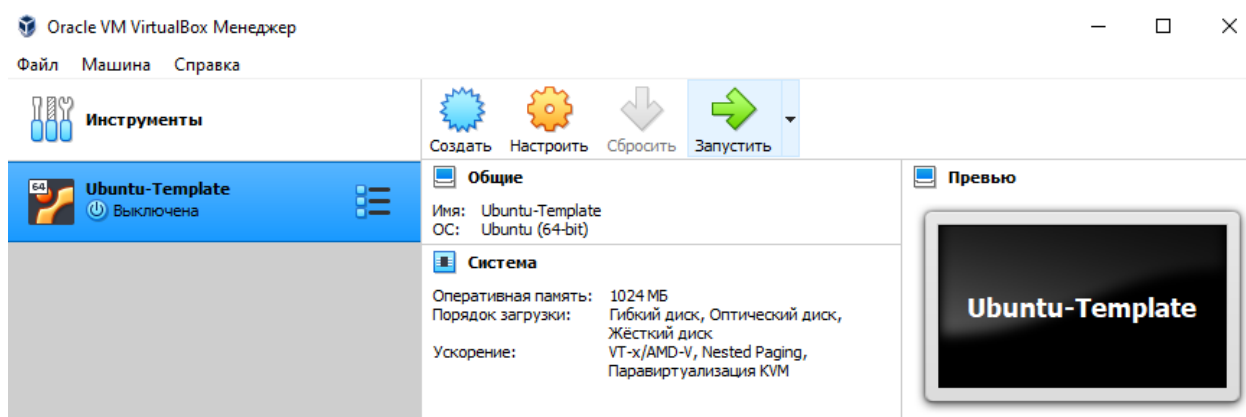 Oracle VM VirtualBox Менеджер
Файл Машина Справка
Инструменты
Создать Настроить Сбросить Запустить
64
Ubuntu-Template
Выключена
Общие
Имя: Ubuntu-Template
ОС: Ubuntu (64-bit)
Система
Оперативная память: 1024 МБ
Порядок загрузки: Гибкий диск, Оптический диск,
Жёсткий диск
Ускорение: VT-x/AMD-V, Nested Paging,
Паравиртуализация KVM
Превью
Ubuntu-Template